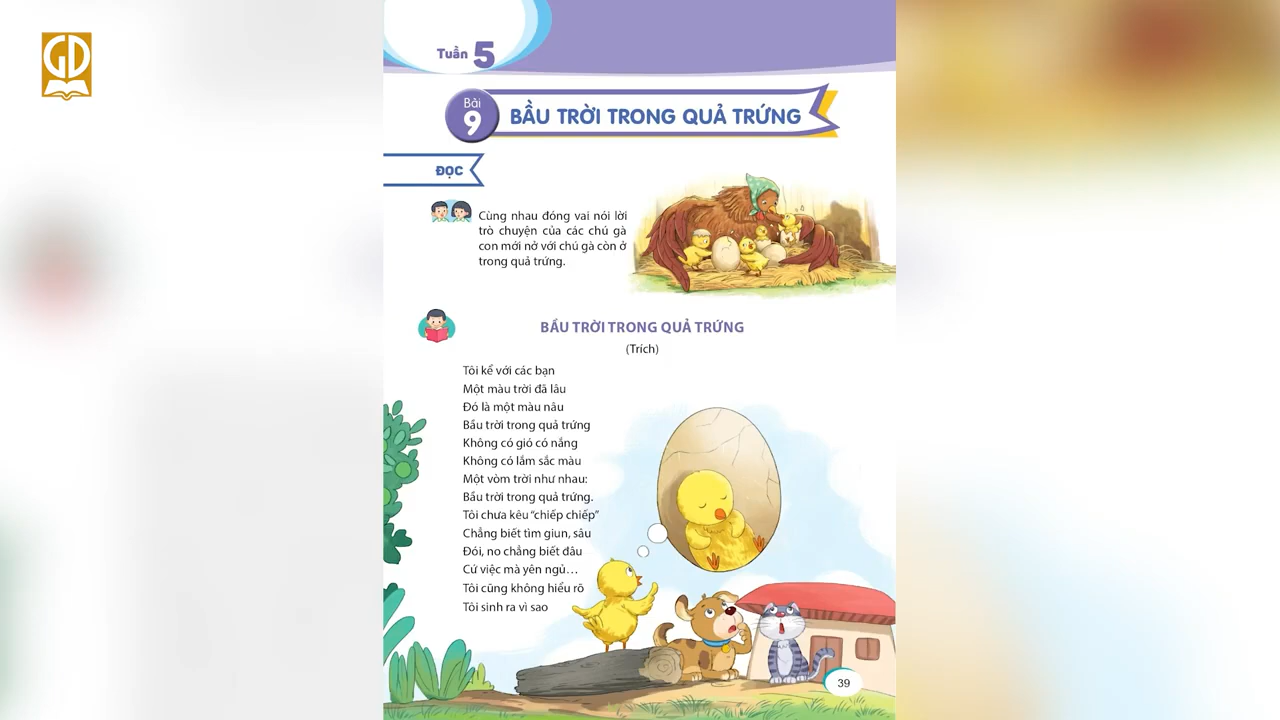 GD
Tuần 5
Bài
9
BẦU TRỜI TRONG QUẢ TRỨNG
ĐỌC
Cùng nhau đóng vai nói lời
trò chuyện của các chú gà
con mới nở với chú gà còn ở
trong quả trứng.
BẦU TRỜI TRONG QUẢ TRỨNG
(Trích)
Tôi kể với các bạn
Một màu trời đã lâu
Đó là một màu nâu
Bầu trời trong quả trứng
Không có gió có nắng
Không có lắm sắc màu
Một vòm trời như nhau:
Bầu trời trong quả trứng.
Tôi chưa kêu “chiếp chiếp”
Chẳng biết tìm giun, sâu
Đói, no chẳng biết đâu
Cứ việc mà yên ngủ…
Tôi cũng không hiểu rõ
Tôi sinh ra vì sao
39